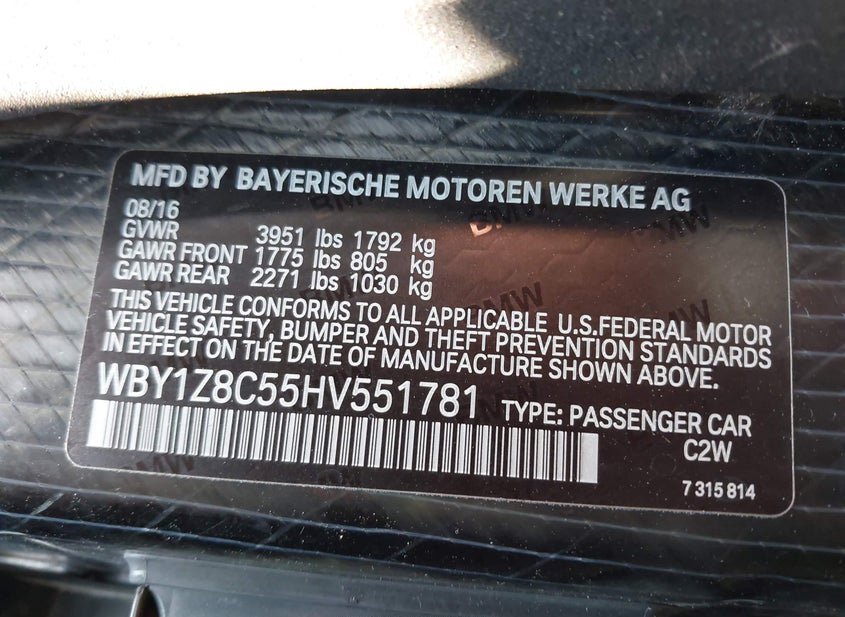 MFD BY BAYERISCHE MOTOREN WERKE AG
08/16
GVWR 3951 lbs 1792 kg
GAWR FRONT 1775 lbs 805 kg
GAWR REAR 2271 lbs 1030 kg
THIS VEHICLE CONFORMS TO ALL APPLICABLE U.S.FEDERAL MOTOR
VEHICLE SAFETY, BUMPER AND THEFT PREVENTION STANDARDS
IN EFFECT ON THE DATE OF MANUFACTURE SHOWN ABOVE.
WBY1Z8C55HV551781 TYPE: PASSENGER CAR
C2W
7 315 814